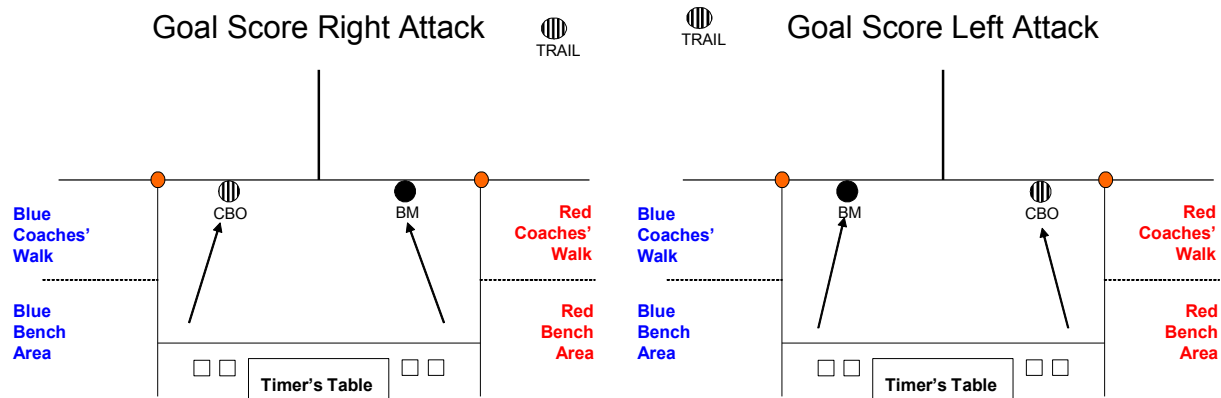 Goal Score Right Attack
TRAIL
CBO
BM
Blue
Coaches'
Walk
Red
Coaches'
Walk
Blue
Bench
Area
Red
Bench
Area
Timer's Table
TRAIL
Goal Score Left Attack
BM
CBO
Blue
Coaches'
Walk
Red
Coaches'
Walk
Blue
Bench
Area
Red
Bench
Area
Timer's Table